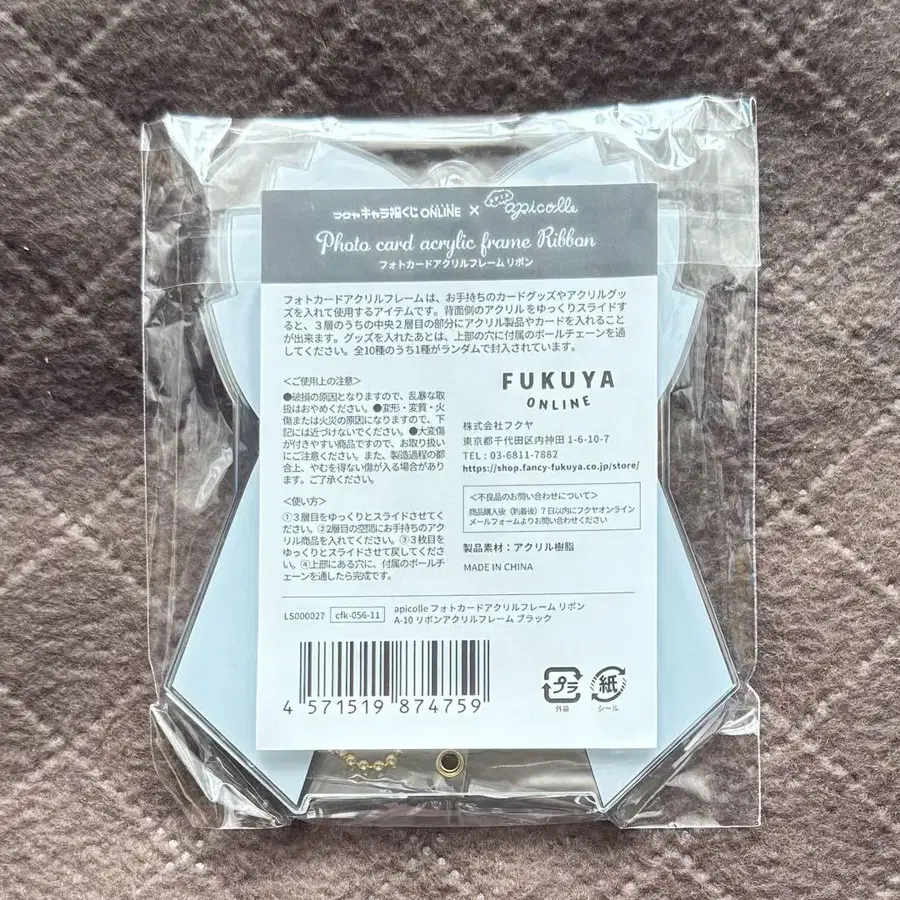 フクヤキャラ福くじ ONLINE × apicolle
Photo card acrylic frame Ribbon
フォトカードアクリルフレーム リボン
フォトカードアクリルフレームは、お手持ちのカードグッズやアクリルグッ
ズを入れて使用するアイテムです。背面側のアクリルをゆっくりスライドす
ると、3層のうちの中央2層目の部分にアクリル製品やカードを入れること
が出来ます。グッズを入れたあとは、上部の穴に付属のボールチェーンを通
してください。全10種のうち1種がランダムで封入されています。
<ご使用上の注意>
●破損の原因となりますので、乱暴な取
扱はおやめください。●変形・変質・火
傷または火災の原因になりますので、下
記には近づけないでください。●大変傷
が付きやすい商品ですので、お取り扱い
にご注意ください。また、製造過程の都
合上、やむを得ない傷が入る場合があり
ます。ご了承ください。
<使い方>
①3層目をゆっくりとスライドさせてくだ
さい。②2層目の空間にお手持ちのアク
リル商品を入れてください。③3枚目を
ゆっくりとスライドさせて戻してくださ
い。④上部にある穴に、付属のボールチ
ェーンを通したら完成です。
FUKUYA
ONLINE
株式会社フクヤ
東京都千代田区内神田 1-6-10-7
TEL : 03-6811-7882
https://shop.fancy-fukuya.co.jp/store/
<不良品のお問い合わせについて>
商品購入後(約着後)7日以内にフクヤオンライン
メールフォームよりお問い合わせください
製品素材:アクリル樹脂
MADE IN CHINA
LS000027 cfk-056-11 apicolle フォトカードアクリルフレーム リボン
A-10 リボンアクリルフレーム ブラック
4 571519 874759
プラ
外袋
紙
シール